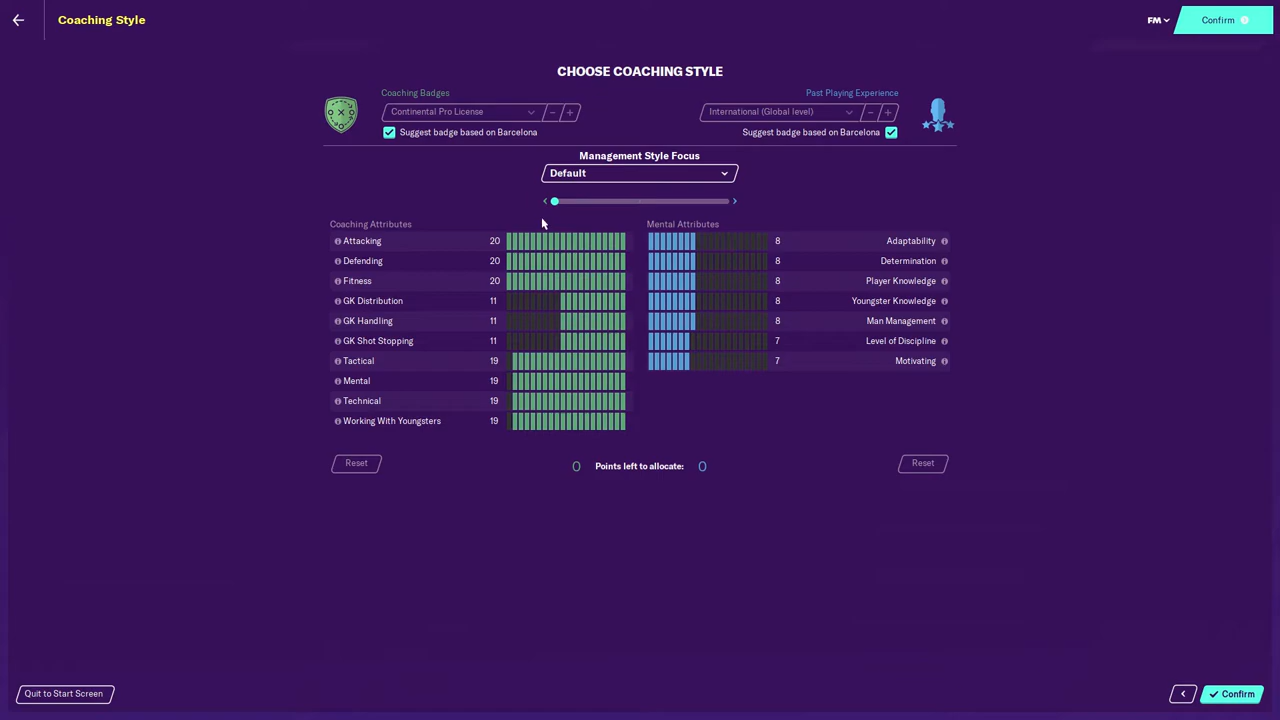 Coaching Style
FM
Confirm
CHOOSE COACHING STYLE
Coaching Badges
Past Playing Experience
Continental Pro License
International (Global level)
Suggest badge based on Barcelona
Suggest badge based on Barcelona
Management Style Focus
Default
Coaching Attributes
Mental Attributes
Attacking 20
8 Adaptability
Defending 20
8 Determination
Fitness 20
8 Player Knowledge
GK Distribution 11
8 Youngster Knowledge
GK Handling 11
8 Man Management
GK Shot Stopping 11
7 Level of Discipline
Tactical 19
7 Motivating
Mental 19
Technical 19
Working With Youngsters 19
Reset
0 Points left to allocate: 0
Reset
Quit to Start Screen
Confirm